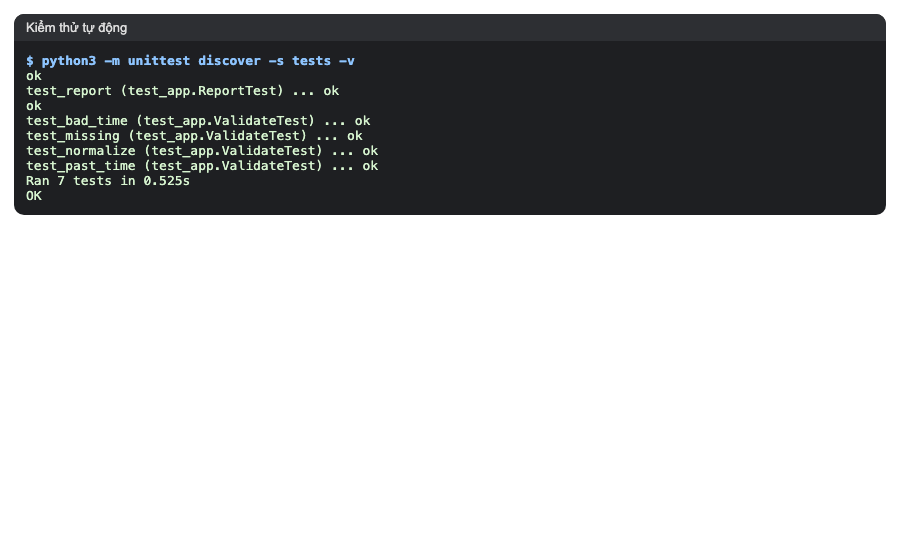 Kiểm thử tự động
$ python3 -m unittest discover -s tests -v
ok
test_report (test_app.ReportTest) ... ok
ok
test_bad_time (test_app.ValidateTest) ... ok
test_missing (test_app.ValidateTest) ... ok
test_normalize (test_app.ValidateTest) ... ok
test_past_time (test_app.ValidateTest) ... ok
Ran 7 tests in 0.525s
OK